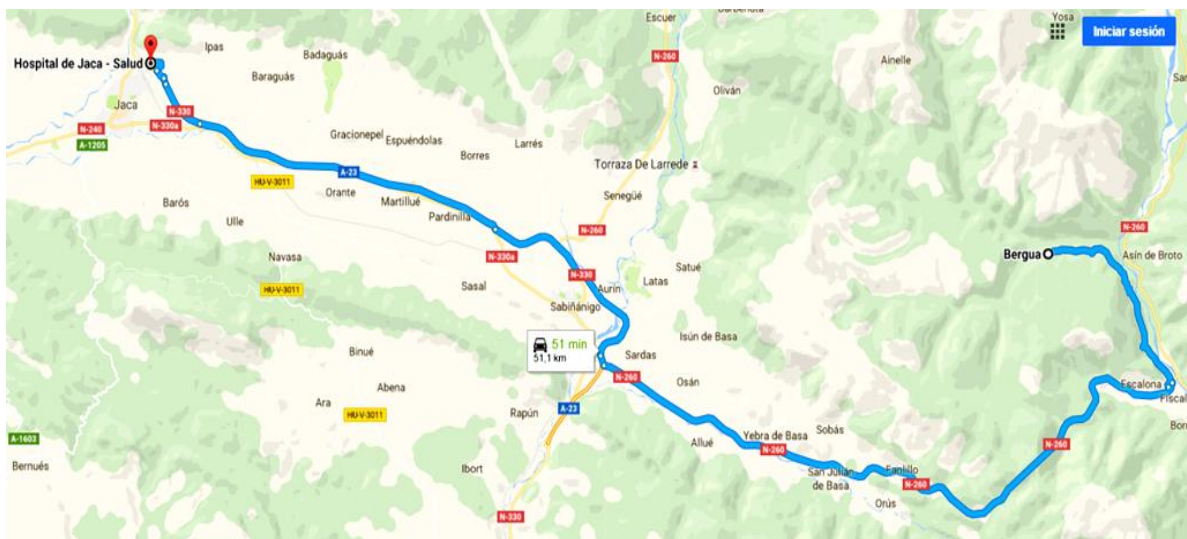 Escuer
Yosa
Iniciar sesión
Ipas
Badaguás
Hospital de Jaca - Salud
N-260
Ainelle
Baraguás
Oliván
Jaca
N-330
N-240
N-330a
A-1205
Gracionepel
Espuéndolas
Larrés
Borres
Torraza De Larrede
A-23
HU-V-3011
Orante
Martillué
Senegüé
Barós
Ulle
Pardinilla
N-260
N-260
Asín de Broto
Bergua
Navasa
N-330a
Satué
Latas
N-330
Sasal
Aurín
HU-V-3011
Sabiñánigo
Isún de Basa
51 min
51,1 km
Binué
Sardas
N-260
Osán
Escalona
Abena
Ara
HU-V-3011
Rapún
A-23
Sobás
A-1603
Allué
Yebra de Basa
N-260
N-260
Bernués
Ibort
San Julián
de Basa
Fanlillo
N-260
Orús
N-330